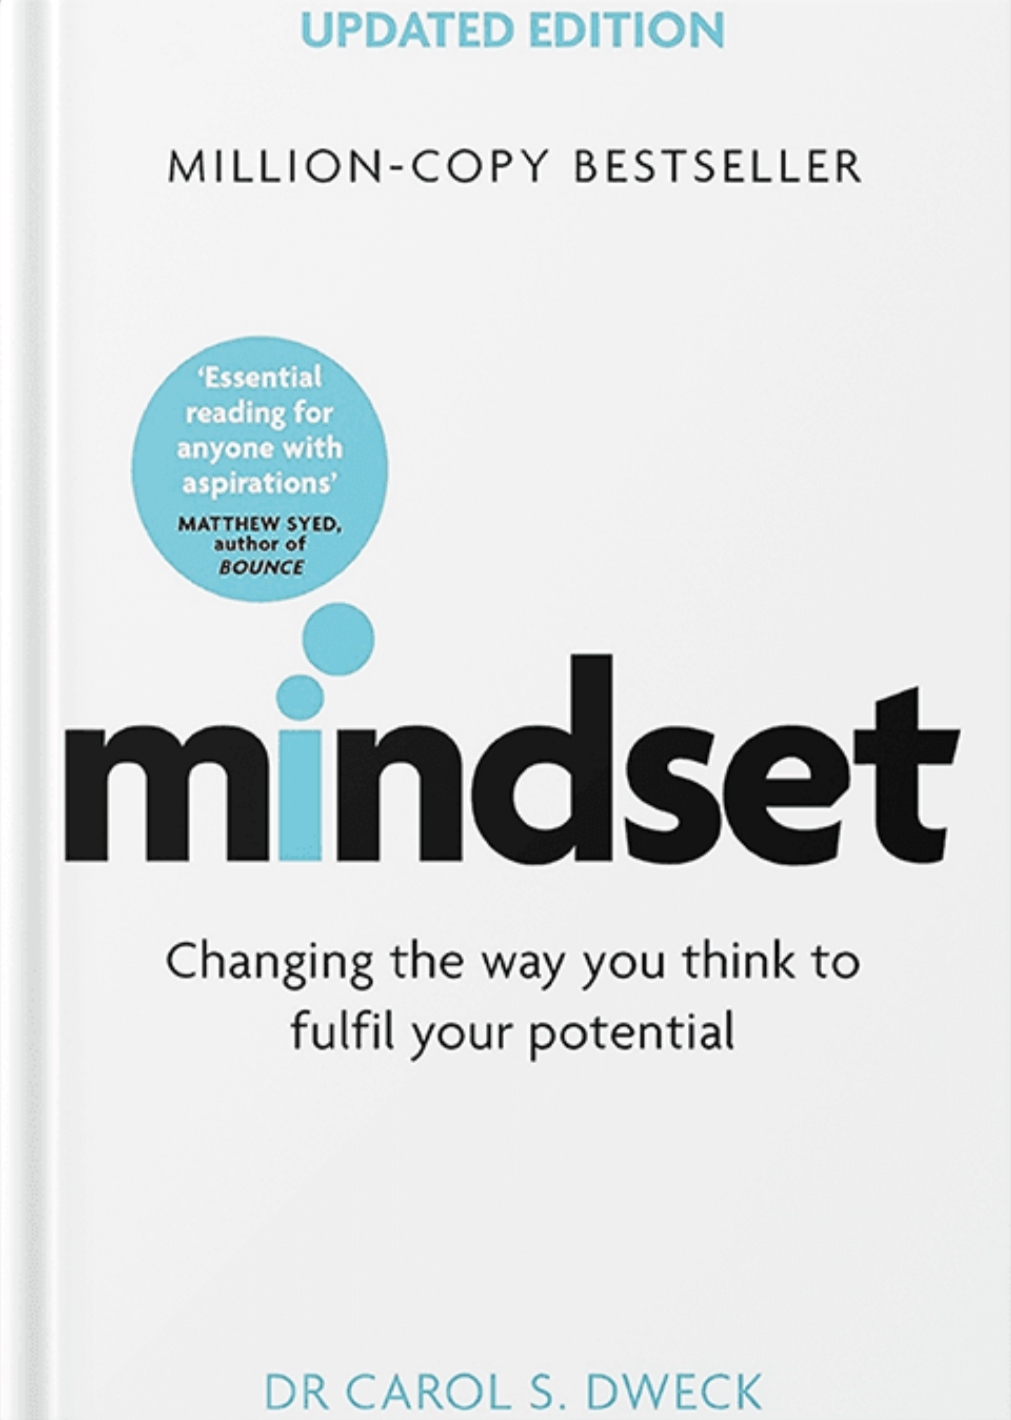 UPDATED EDITION
MILLION-COPY BESTSELLER
‘Essential
reading for
anyone with
aspirations’
MATTHEW SYED,
author of
BOUNCE
mindset
Changing the way you think to
fulfil your potential
DR CAROL S. DWECK